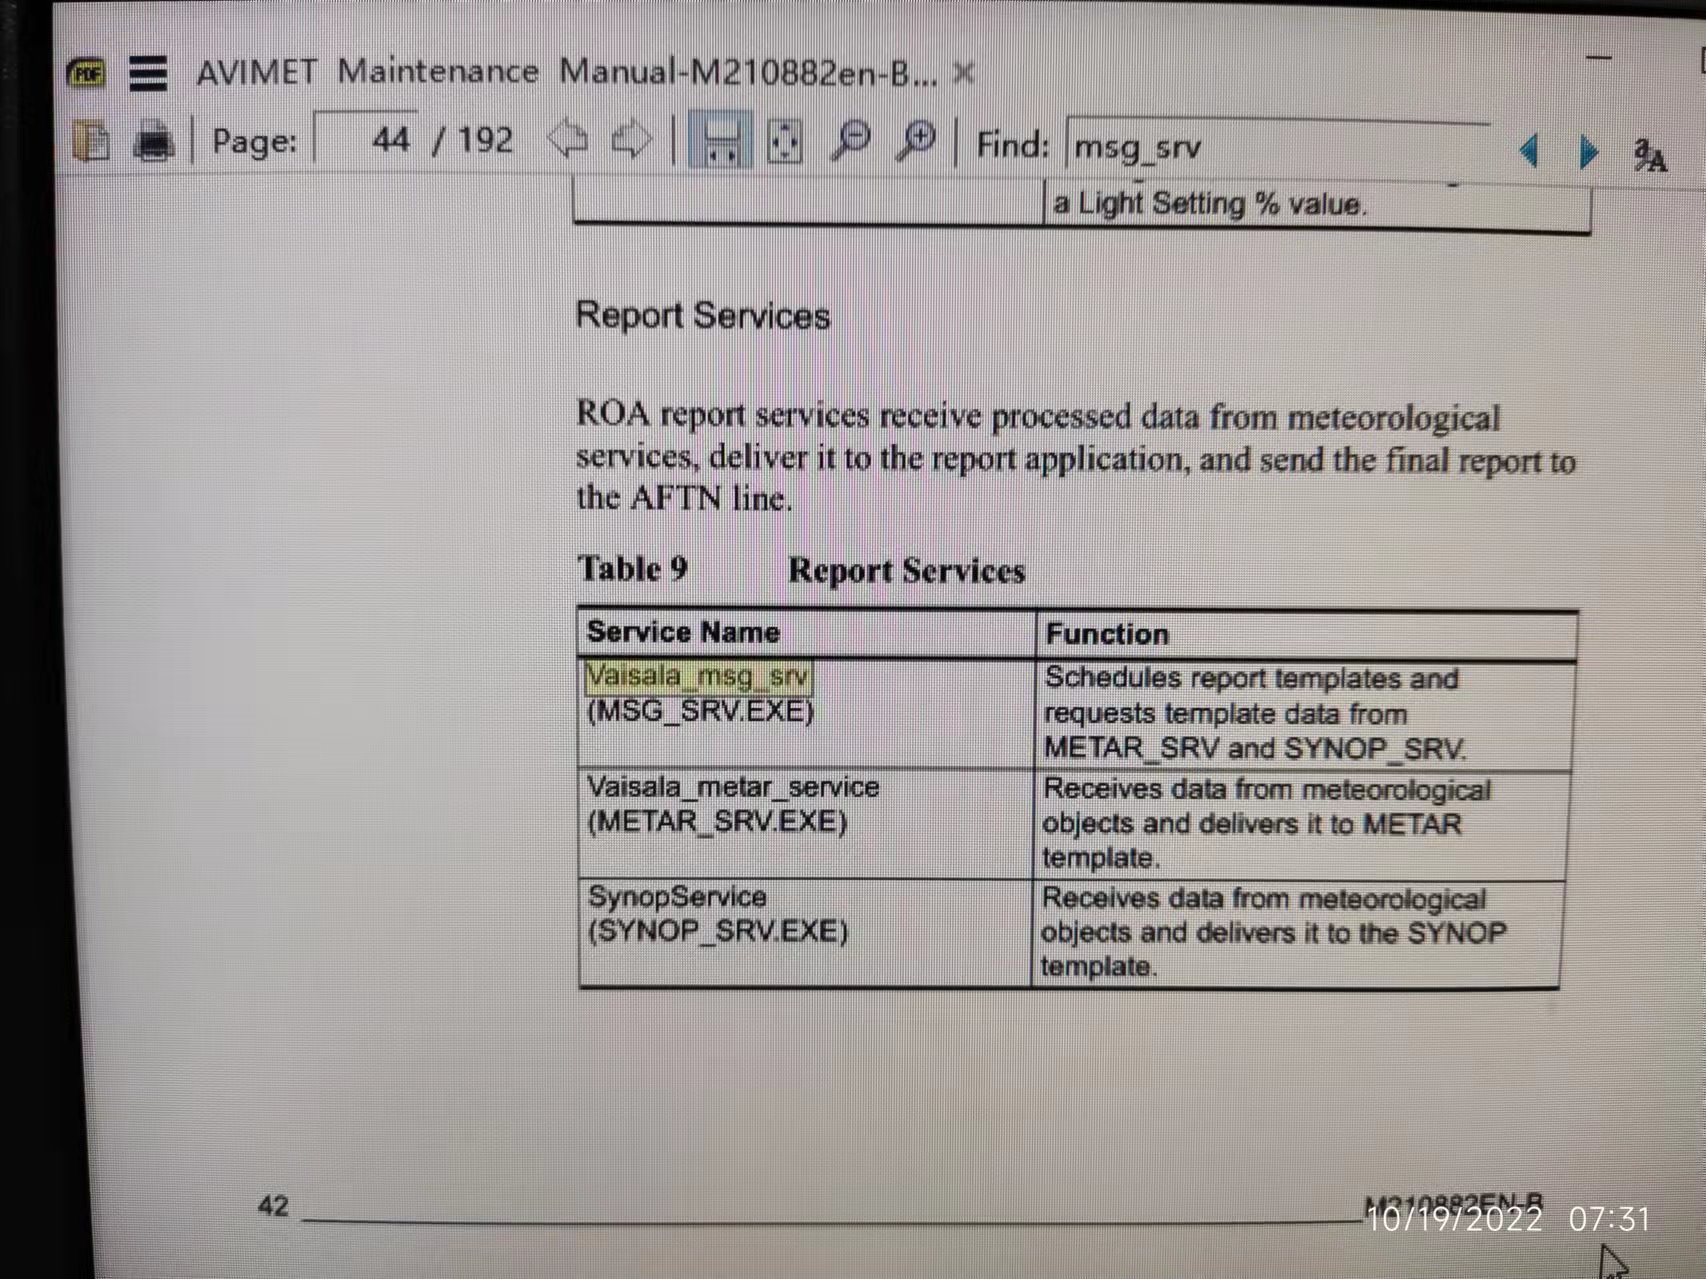 PDF
AVIMET Maintenance Manual-M210882en-B...
Page: 44 / 192
Find: msg_srv
a Light Setting % value.
Report Services
ROA report services receive processed data from meteorological
services, deliver it to the report application, and send the final report to
the AFTN line.
Table 9 Report Services
Service Name Function
Vaisala_msg_srv
(MSG_SRV.EXE)
Schedules report templates and
requests template data from
METAR_SRV and SYNOP_SRV.
Vaisala_metar_service
(METAR_SRV.EXE)
Receives data from meteorological
objects and delivers it to METAR
template.
SynopService
(SYNOP_SRV.EXE)
Receives data from meteorological
objects and delivers it to the SYNOP
template.
42
M210882EN-B
10/19/2022 07:31